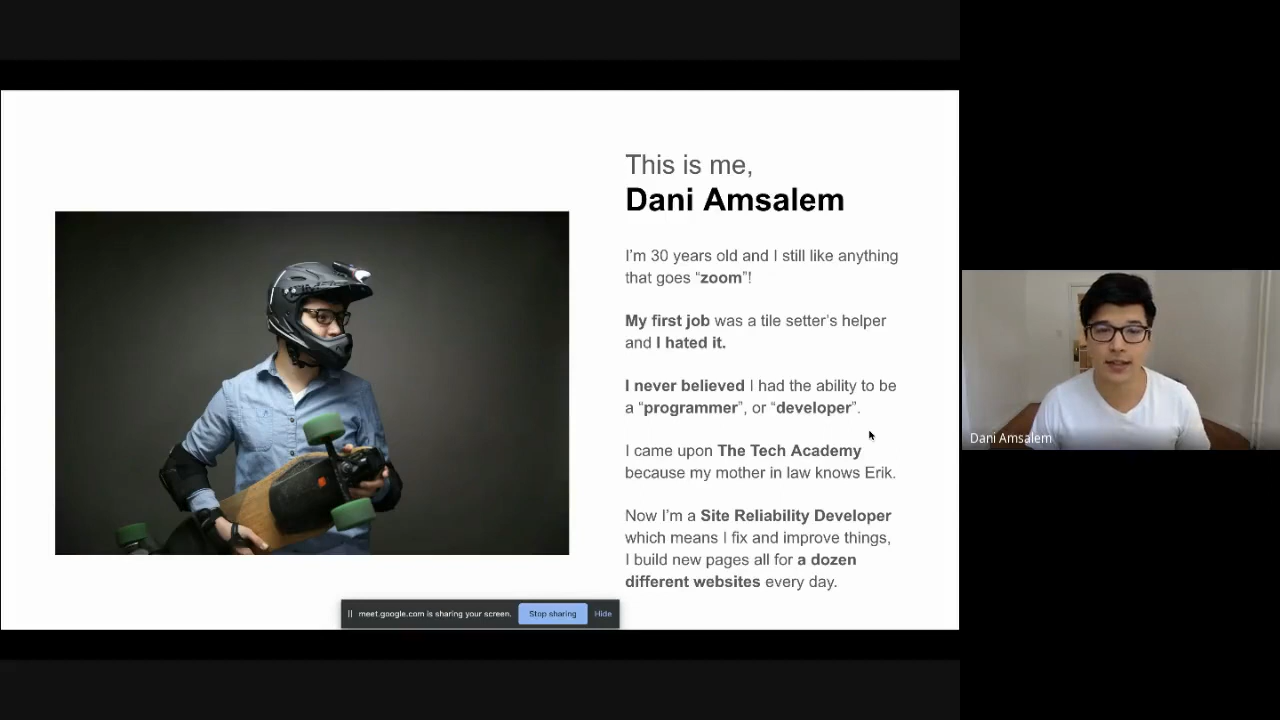 This is me,
Dani Amsalem
I'm 30 years old and I still like anything
that goes “zoom”!
My first job was a tile setter's helper
and I hated it.
I never believed I had the ability to be
a “programmer”, or “developer”.
I came upon The Tech Academy
because my mother in law knows Erik.
Now I'm a Site Reliability Developer
which means I fix and improve things,
I build new pages all for a dozen
different websites every day.
meet.google.com is sharing your screen. Stop sharing Hide
Dani Amsalem